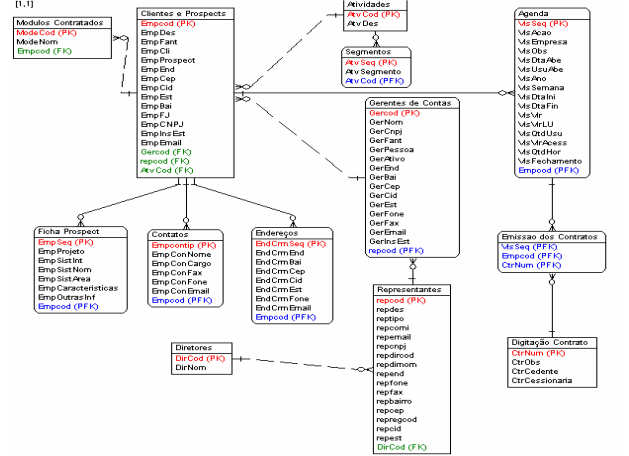 [1,1]
Modulos Contratados
ModeCod (PK)
ModeNom
Empcod (FK)
Clientes e Prospects
Empcod (PK)
EmpDes
EmpFant
EmpCli
EmpProspect
EmpEnd
EmpCep
EmpCid
EmpEst
EmpBai
EmpFJ
EmpCNPJ
EmpInsEst
EmpEmail
Gercod (FK)
repcod (FK)
AtvCod (FK)
Atividades
AtvCod (PK)
AtvDes
Segmentos
AtvSeq (PK)
AtvSegmento
AtvCod (PFK)
Gerentes de Contas
Gercod (PK)
GerNom
GerCnpj
GerFant
GerPessoa
GerAtivo
GerEnd
GerBai
GerCep
GerCid
GerEst
GerFone
GerFax
GerEmail
GerInsEst
repcod (PFK)
Agenda
VisSeq (PK)
VisAcao
VisEmpresa
VisObs
VisDtaAbe
VisUsuAbe
VisAno
VisSemana
VisDtaIni
VisDtaFin
VisVlr
VisVlrLU
VisQtdUsu
VisVlrAcess
VisQtdHor
VisFechamento
Empcod (PFK)
Ficha Prospect
EmpSeq (PK)
EmpProjeto
EmpSistInt
EmpSistNom
EmpSistArea
EmpCaracteristicas
EmpOutrasInf
Empcod (PFK)
Contatos
Empcontip (PK)
EmpConNome
EmpConCargo
EmpConFax
EmpConFone
EmpConEmail
Empcod (PFK)
Endereços
EndCrmSeq (PK)
EndCrmEnd
EndCrmBai
EndCrmCep
EndCrmCid
EndCrmEst
EndCrmFone
EndCrmEmail
Empcod (PFK)
Emissao dos Contratos
VisSeq (PFK)
Empcod (PFK)
CtrNum (PFK)
Representantes
repcod (PK)
repdes
reptipo
repcomi
repemail
repcnpj
repdircod
repdirnom
repend
repfone
repfax
repbairro
repcep
repregcod
repcid
repest
DirCod (FK)
Diretores
DirCod (PK)
DirNom
Digitação Contrato
CtrNum (PK)
CtrObs
CtrCedente
CtrCessionaria